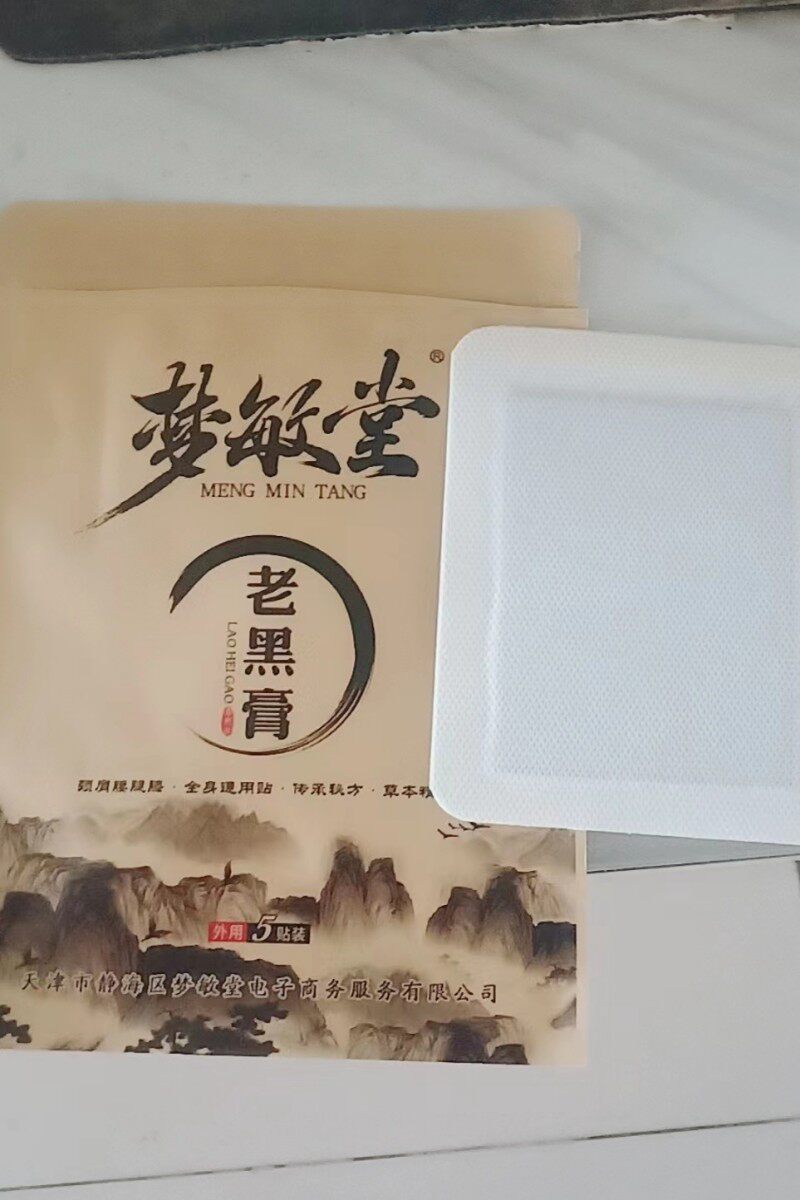 梦敏堂®
MENG MIN TANG
老黑膏
LAO HEI GAO
颈肩腰腿膝·全身通用贴·传承秘方·草本精
外用 5 贴装
天津市静海区梦敏堂电子商务服务有限公司